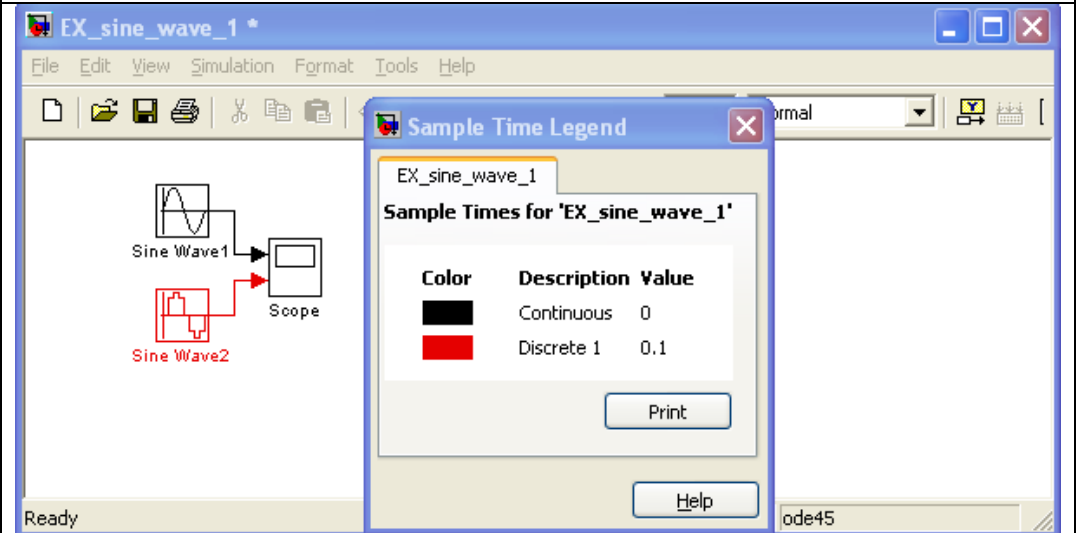 EX_sine_wave_1 *
File Edit View Simulation Format Tools Help
Sine Wave1
Scope
Sine Wave2
Sample Time Legend
EX_sine_wave_1
Sample Times for 'EX_sine_wave_1'
Color Description Value
Continuous 0
Discrete 1 0.1
Print
Help
Ready
ode45